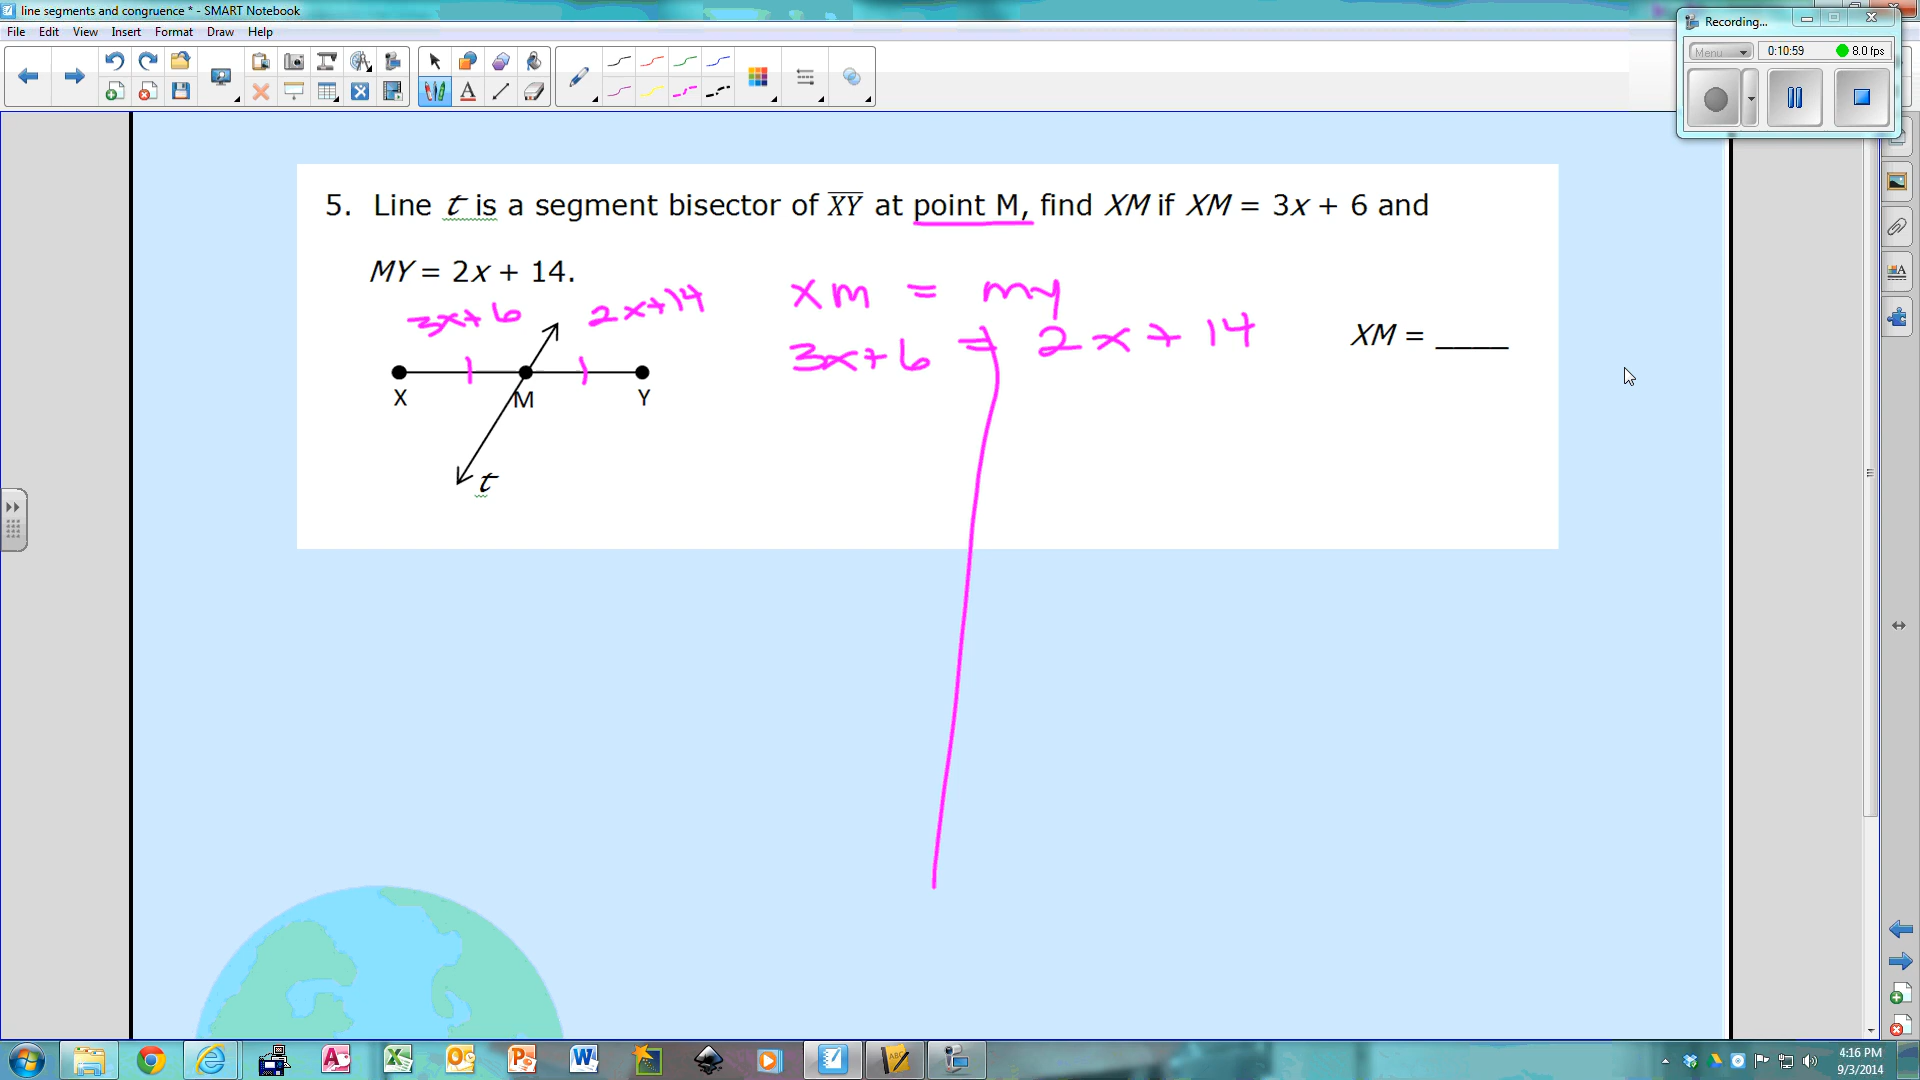 line segments and congruence * - SMART Notebook
File Edit View Insert Format Draw Help
Recording...
Menu 0:10:59 8.0 fps
5. Line t is a segment bisector of XY at point M, find XM if XM = 3x + 6 and
MY = 2x + 14.
xm = my
3x+6 2x+14
3x+6 = 2x+14
XM = ____
X M Y
t
4:16 PM
9/3/2014